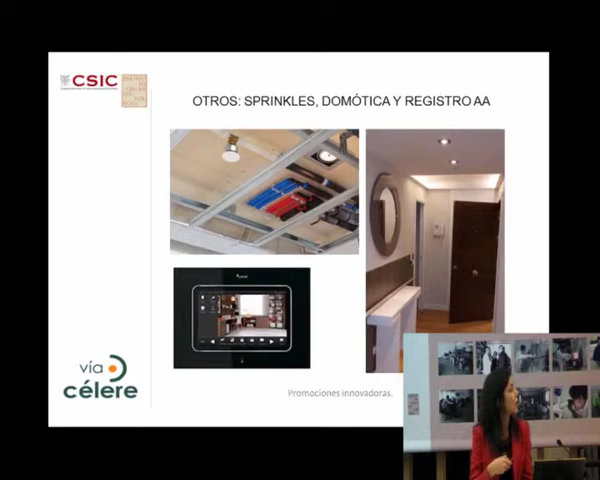 CSIC
OTROS: SPRINKLES, DOMÓTICA Y REGISTRO AA
vía
célere
Promociones innovadoras.